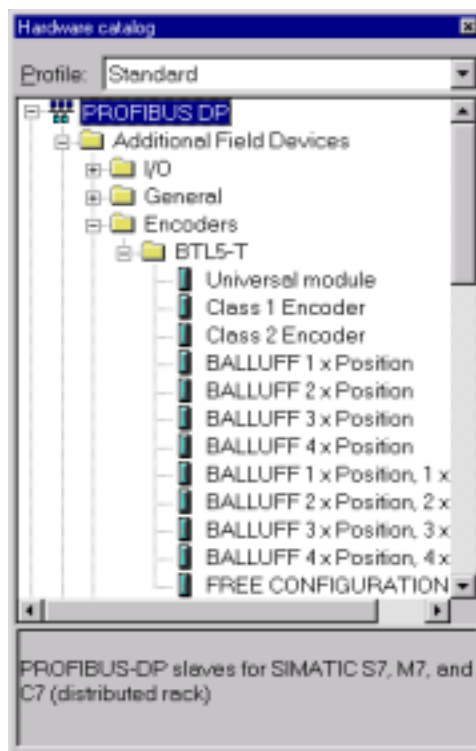 Hardware catalog
Profile: Standard
PROFIBUS DP
Additional Field Devices
I/O
General
Encoders
BTL5-T
Universal module
Class 1 Encoder
Class 2 Encoder
BALLUFF 1 x Position
BALLUFF 2 x Position
BALLUFF 3 x Position
BALLUFF 4 x Position
BALLUFF 1 x Position, 1 x
BALLUFF 2 x Position, 2 x
BALLUFF 3 x Position, 3 x
BALLUFF 4 x Position, 4 x
FREE CONFIGURATION
PROFIBUS-DP slaves for SIMATIC S7, M7, and
C7 (distributed rack)